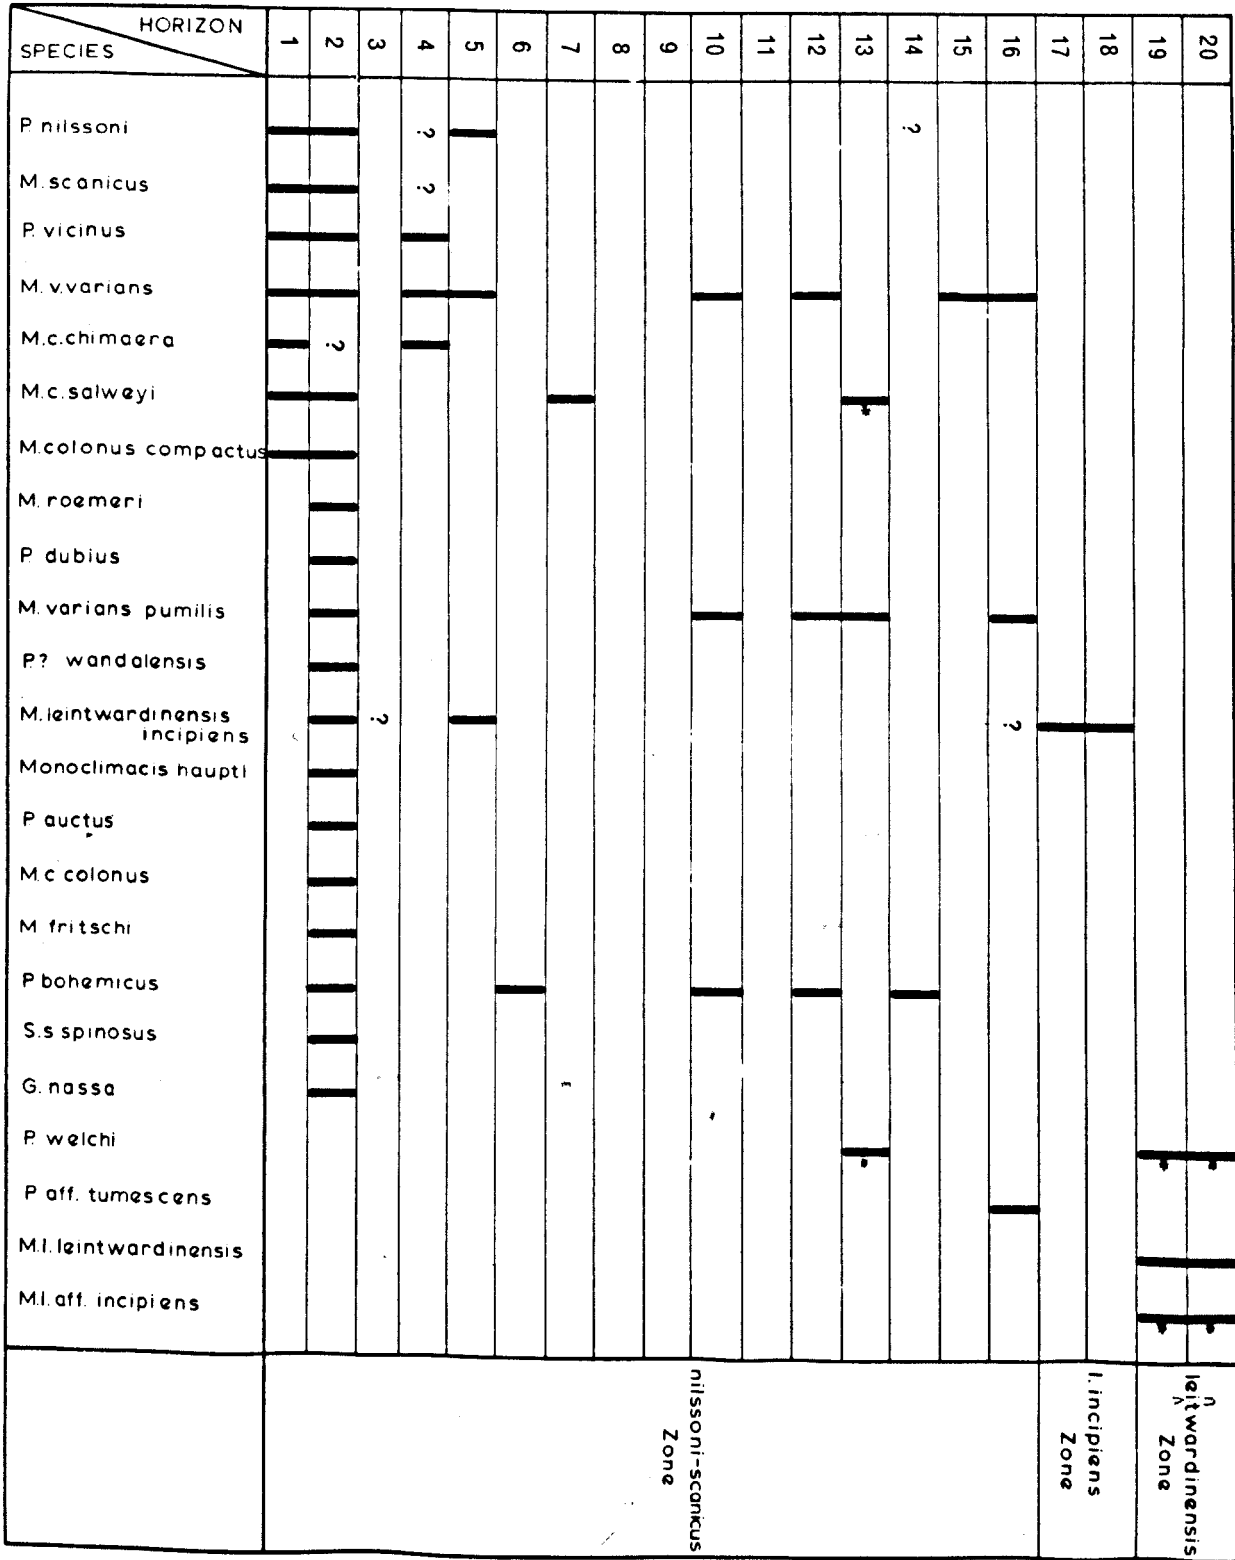 HORIZON
SPECIES
1 2 3 4 5 6 7 8 9 10 11 12 13 14 15 16 17 18 19 20
P. nilssoni ? ?
M. scanicus ?
P. vicinus
M. v. varians
M.c.chimaera ?
M.c.salweyi *
M.colonus compactus
M. roemeri
P. dubius
M. varians pumilis
P.? wandalensis
M.leintwardinensis ? ?
incipiens
Monoclimacis haupti
P auctus
M.c colonus
M fritschi
P bohemicus
S.s spinosus
G. nassa
P. welchi * * *
P aff. tumescens
M.l.leintwardinensis
M.l.aff. incipiens * *
nilssoni-scanicus
Zone
l.incipiens
Zone
leitwardinensis
n
Zone